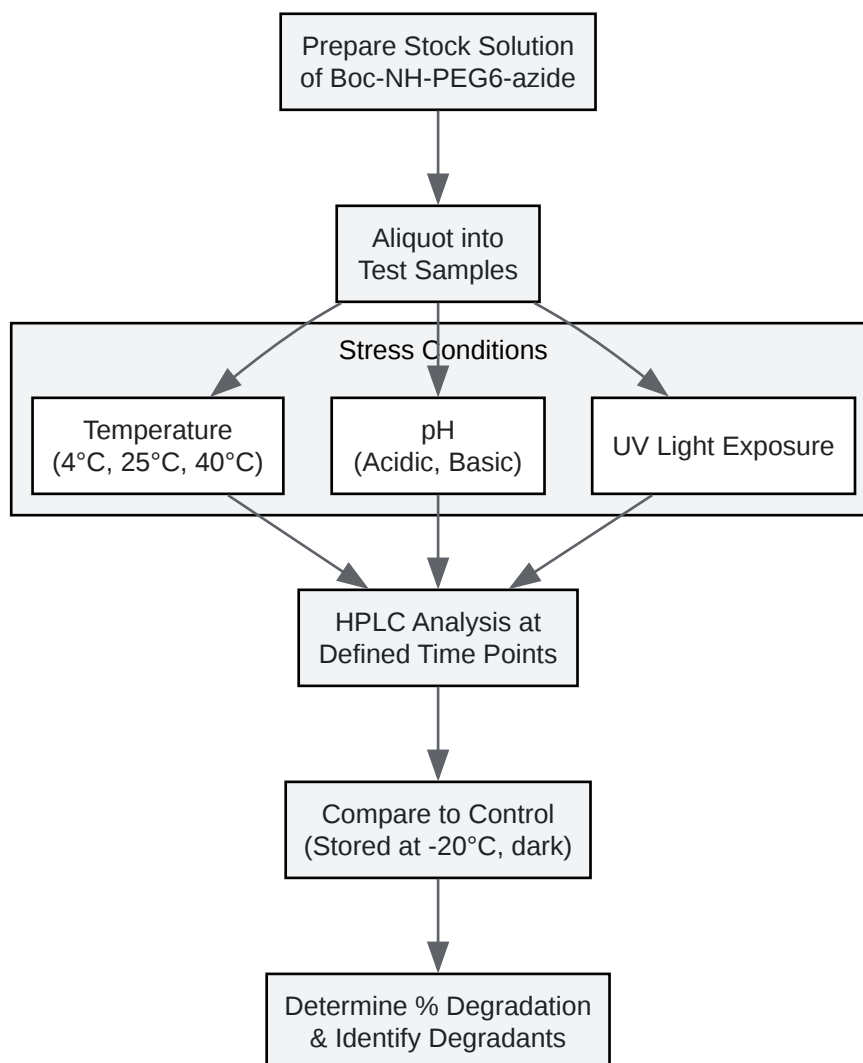 Prepare Stock Solution
of Boc-NH-PEG6-azide
Aliquot into
Test Samples
Stress Conditions
Temperature
(4°C, 25°C, 40°C)
pH
(Acidic, Basic)
UV Light Exposure
HPLC Analysis at
Defined Time Points
Compare to Control
(Stored at -20°C, dark)
Determine % Degradation
& Identify Degradants